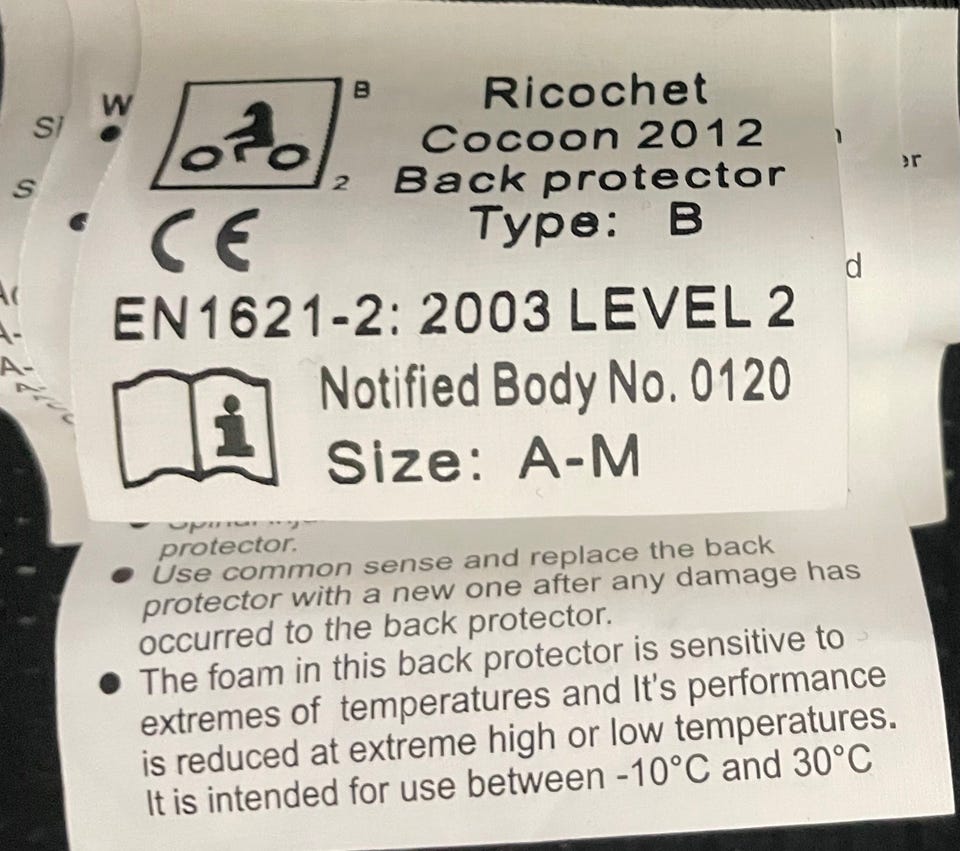 B
2
CE
Ricochet
Cocoon 2012
Back protector
Type: B
EN1621-2: 2003 LEVEL 2
Notified Body No. 0120
Size: A-M
protector.
Use common sense and replace the back
protector with a new one after any damage has
occurred to the back protector.
The foam in this back protector is sensitive to
extremes of temperatures and It's performance
is reduced at extreme high or low temperatures.
It is intended for use between -10°C and 30°C